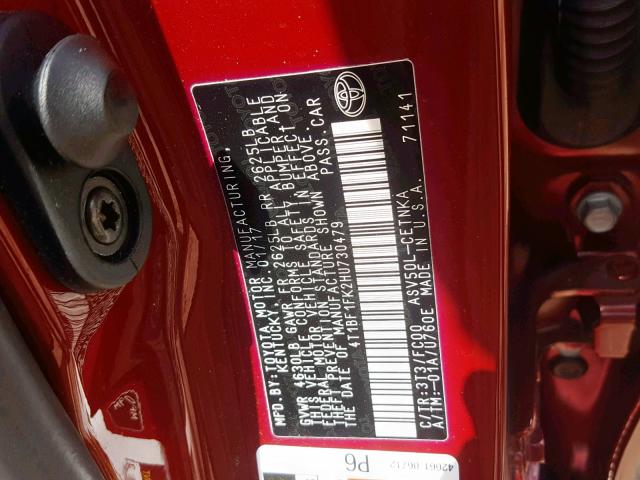 MFD.BY:TOYOTA MOTOR MANUFACTURING,
KENTUCKY,INC. 01/17
GVWR 4630LB GAWR FR 2625LB RR 2625LB
THIS VEHICLE CONFORMS TO ALL APPLICABLE
FEDERAL MOTOR VEHICLE SAFETY, BUMPER, AND
THEFT PREVENTION STANDARDS IN EFFECT ON
THE DATE OF MANUFACTURE SHOWN ABOVE.
4T1BF1FK2HU730479 PASS.CAR
C/TR:3T3/FC00 ASV50L-CETNKA
A/TM:-01A/U760E MADE IN U.S.A. 71141
P6